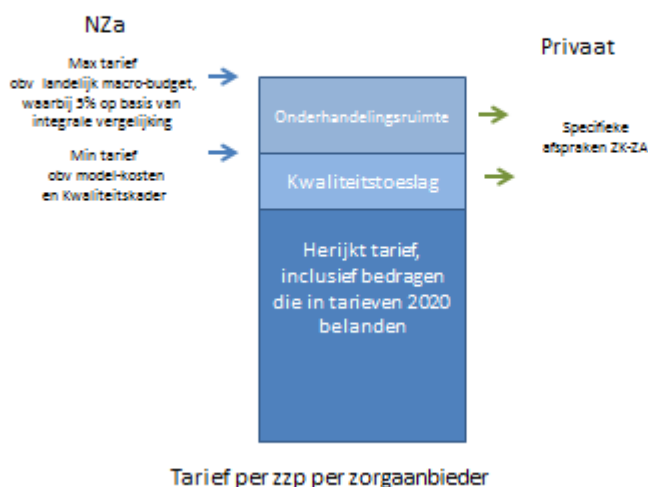 NZa
Max tarief
obv landelijk macro-budget,
waarbij 5% op basis van
integrale vergelijking
Min tarief
obv model-kosten
en Kwaliteitskader
Onderhandelingsruimte
Kwaliteitstoeslag
Herijkt tarief,
inclusief bedragen
die in tarieven 2020
belanden
Privaat
Specifieke
afspraken ZK-ZA
Tarief per zzp per zorgaanbieder